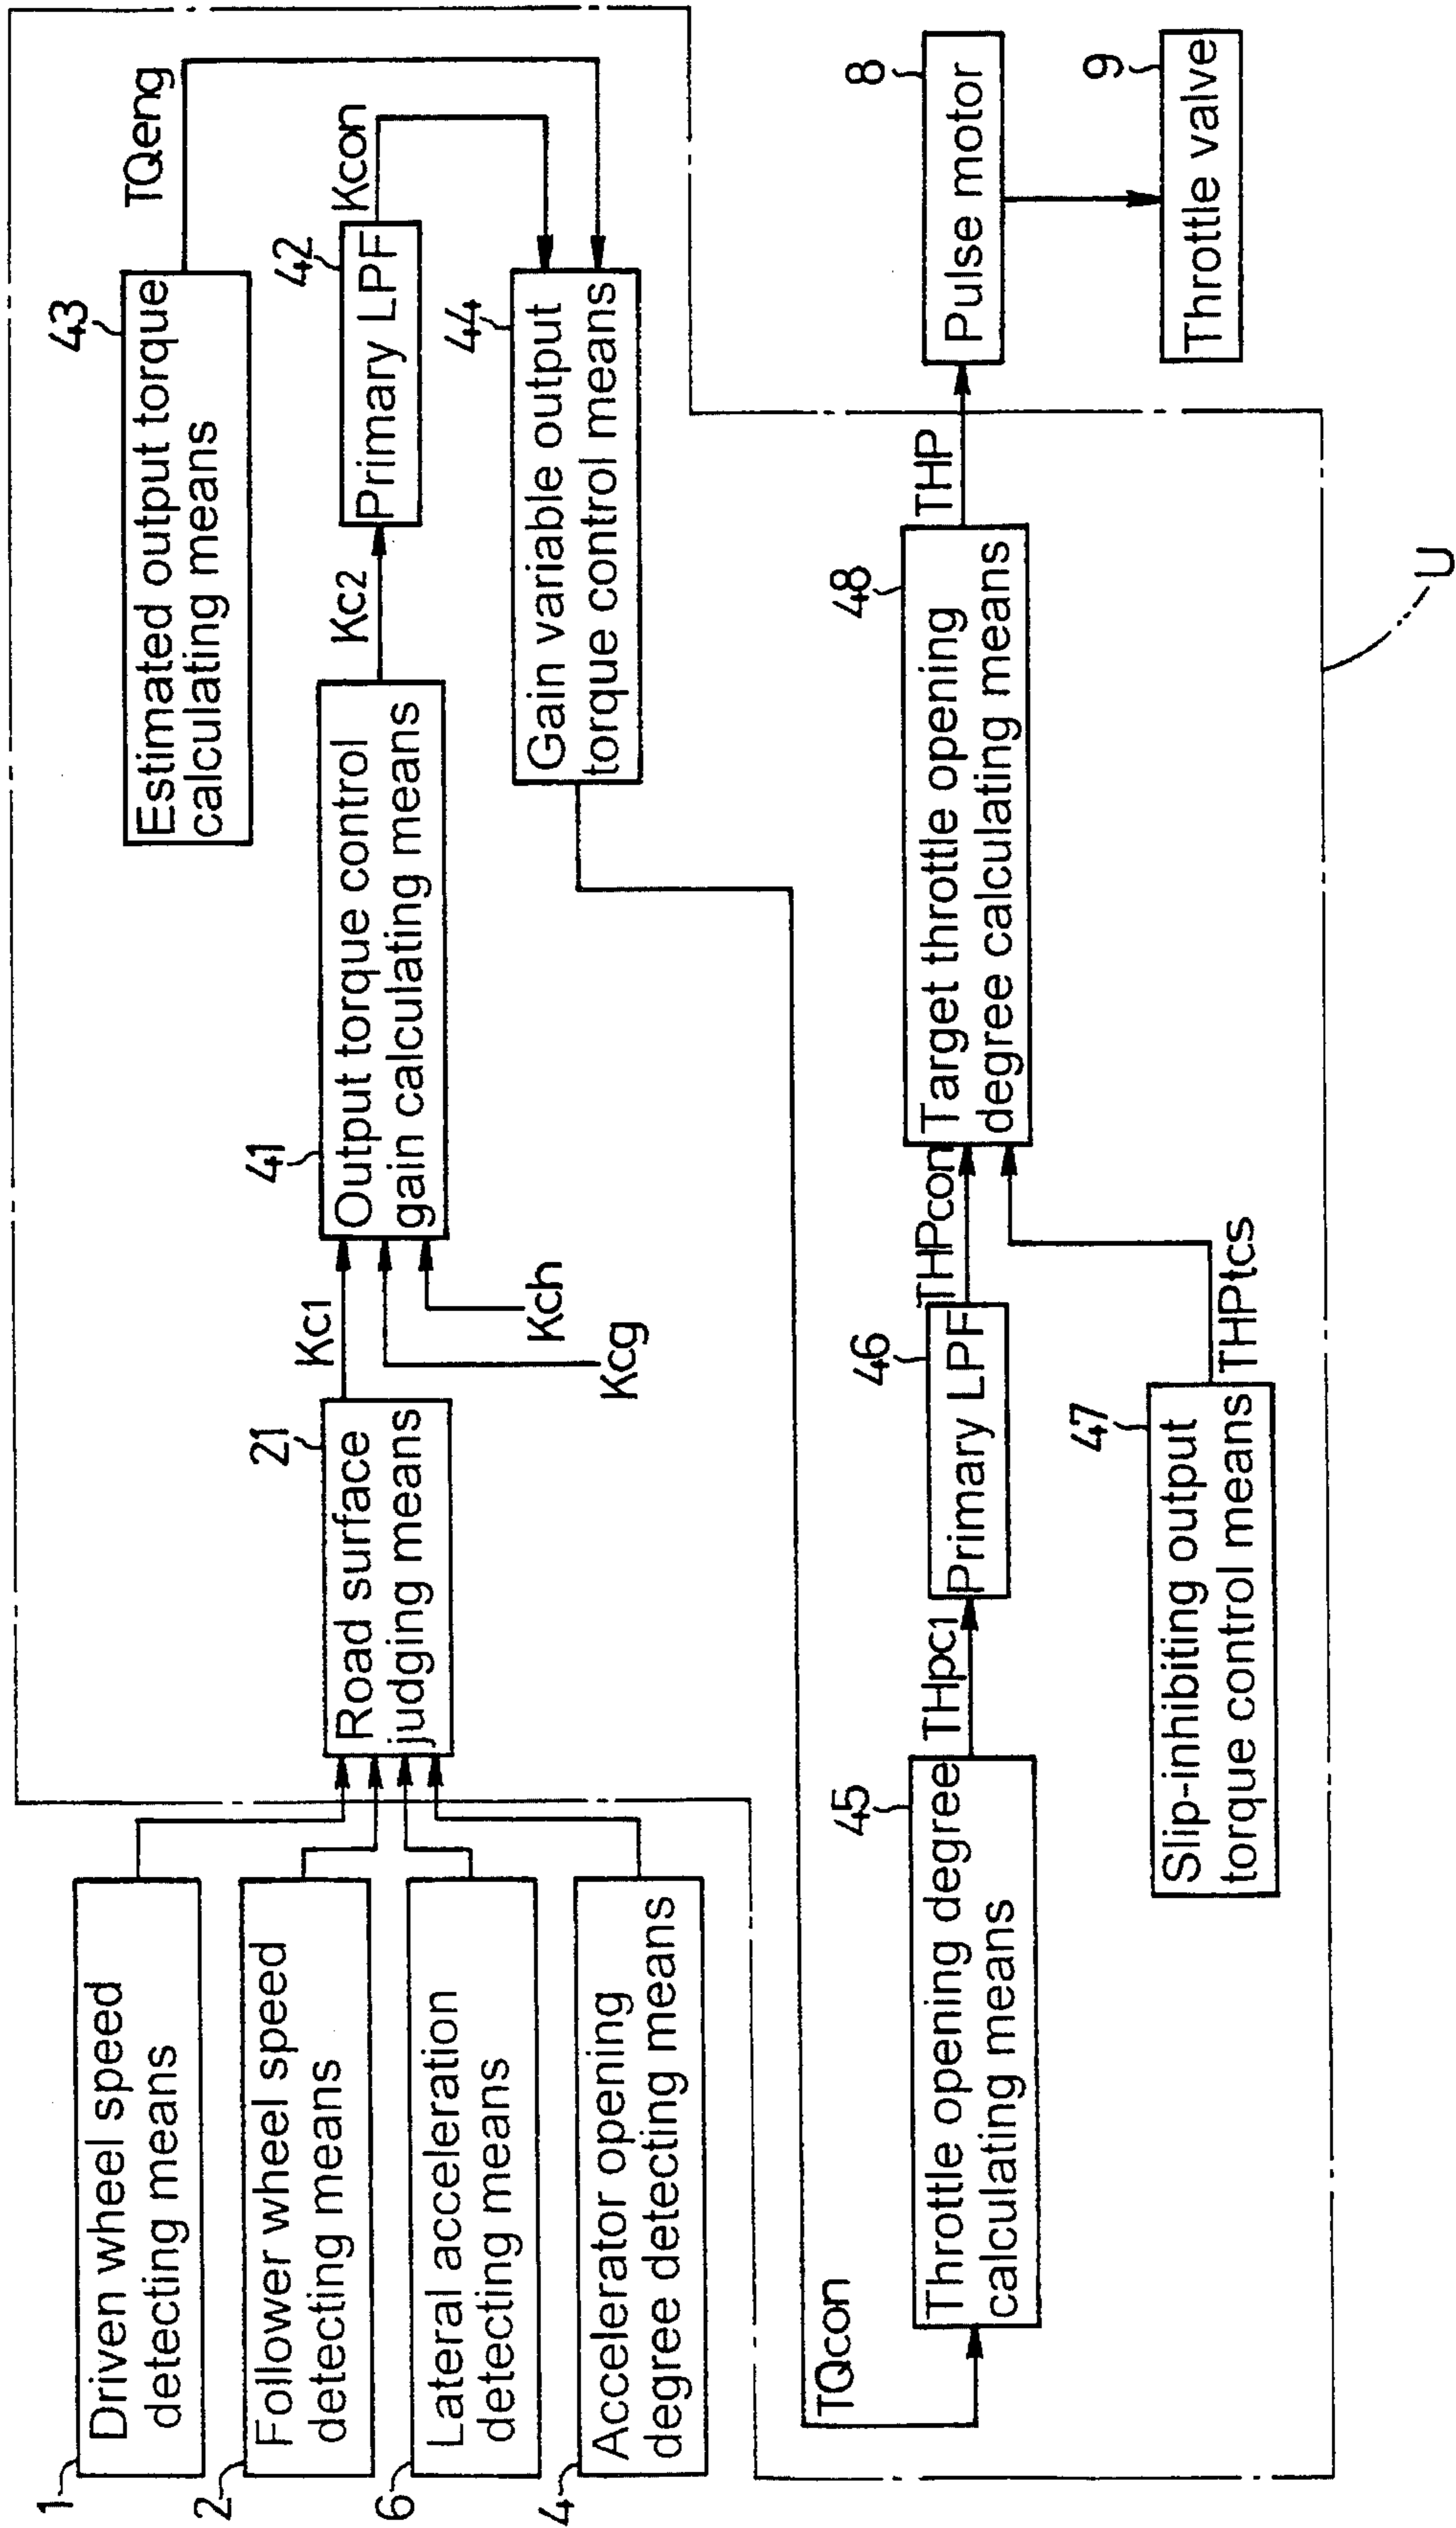 1
Driven wheel speed
detecting means
2
Follower wheel speed
detecting means
6
Lateral acceleration
detecting means
4
Accelerator opening
degree detecting means
21
Road surface
judging means
Kc1
Kcg
Kch
41
Output torque control
gain calculating means
Kc2
42
Primary LPF
Kcon
43
Estimated output torque
calculating means
TQeng
44
Gain variable output
torque control means
TQcon
45
Throttle opening degree
calculating means
THpc1
46
Primary LPF
THPcon
47
Slip-inhibiting output
torque control means
THPtcs
48
Target throttle opening
degree calculating means
THP
8
Pulse motor
9
Throttle valve
U